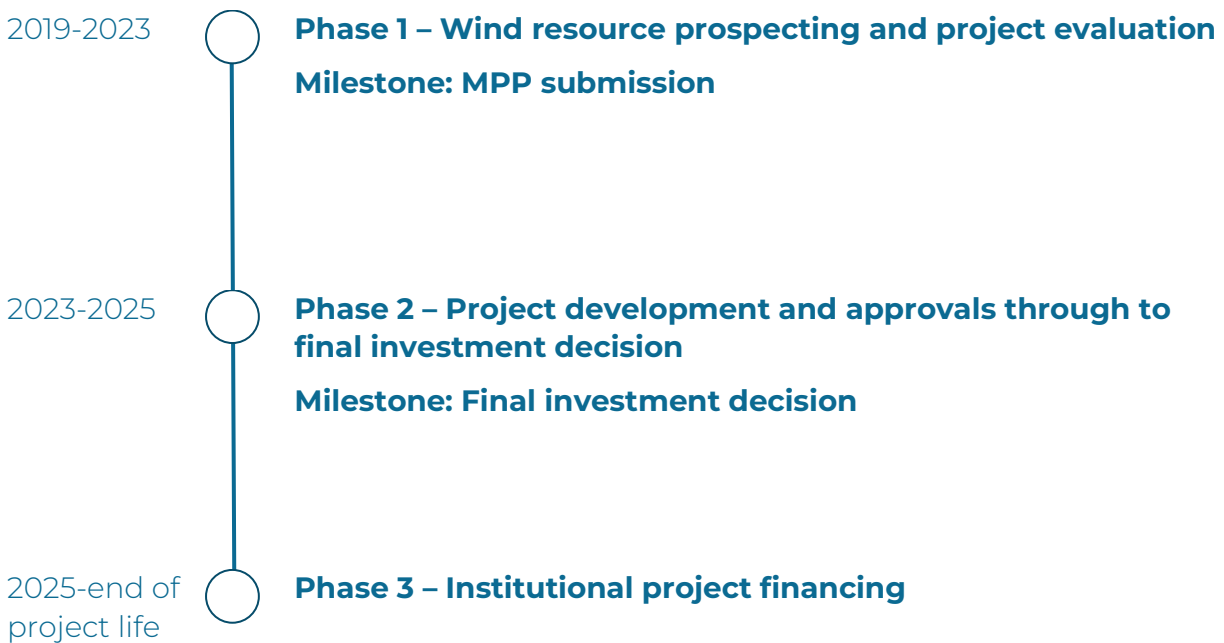 2019-2023
Phase 1 – Wind resource prospecting and project evaluation
Milestone: MPP submission
2023-2025
Phase 2 – Project development and approvals through to
final investment decision
Milestone: Final investment decision
2025-end of
project life
Phase 3 – Institutional project financing